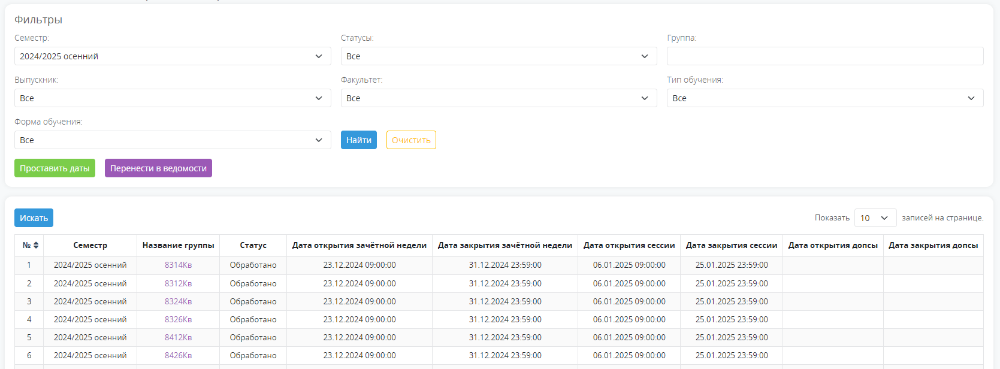 Фильтры
Семестр: Статусы: Группа:
2024/2025 осенний Все
Выпускник: Факультет: Тип обучения:
Все Все Все
Форма обучения:
Все Найти Очистить
Проставить даты Перенести в ведомости
Искать Показать 10 записей на странице.
№ Семестр Название группы Статус Дата открытия зачётной недели Дата закрытия зачётной недели Дата открытия сессии Дата закрытия сессии Дата открытия допсы Дата закрытия допсы
1 2024/2025 осенний 8314Кв Обработано 23.12.2024 09:00:00 31.12.2024 23:59:00 06.01.2025 09:00:00 25.01.2025 23:59:00
2 2024/2025 осенний 8312Кв Обработано 23.12.2024 09:00:00 31.12.2024 23:59:00 06.01.2025 09:00:00 25.01.2025 23:59:00
3 2024/2025 осенний 8324Кв Обработано 23.12.2024 09:00:00 31.12.2024 23:59:00 06.01.2025 09:00:00 25.01.2025 23:59:00
4 2024/2025 осенний 8326Кв Обработано 23.12.2024 09:00:00 31.12.2024 23:59:00 06.01.2025 09:00:00 25.01.2025 23:59:00
5 2024/2025 осенний 8412Кв Обработано 23.12.2024 09:00:00 31.12.2024 23:59:00 06.01.2025 09:00:00 25.01.2025 23:59:00
6 2024/2025 осенний 8426Кв Обработано 23.12.2024 09:00:00 31.12.2024 23:59:00 06.01.2025 09:00:00 25.01.2025 23:59:00